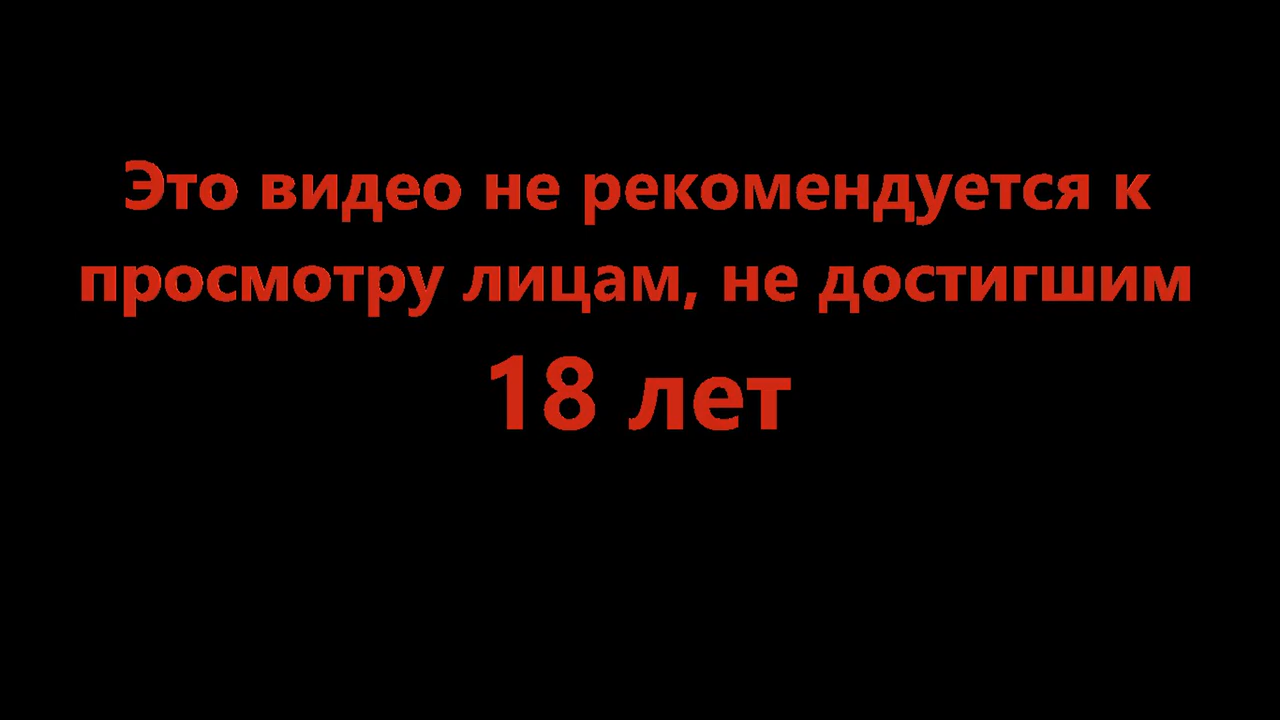 Это видео не рекомендуется к
просмотру лицам, не достигшим
18 лет